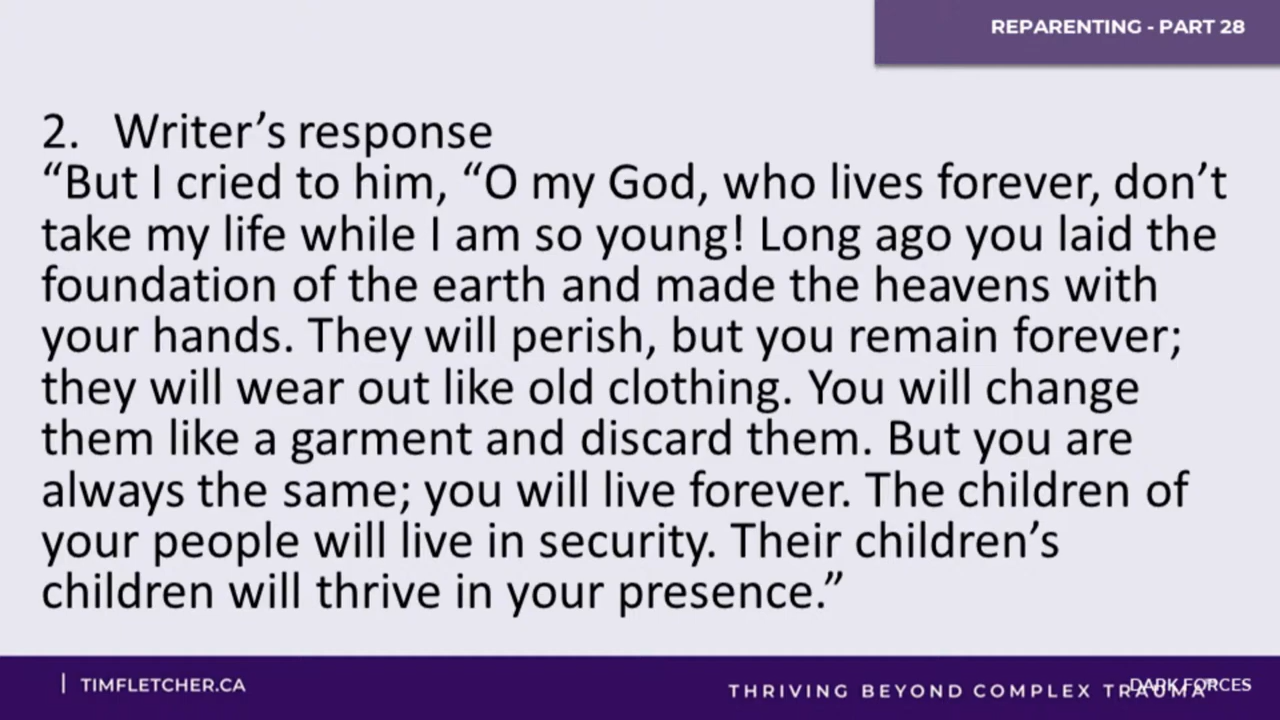 REPARENTING - PART 28
2. Writer’s response
“But I cried to him, “O my God, who lives forever, don’t
take my life while I am so young! Long ago you laid the
foundation of the earth and made the heavens with
your hands. They will perish, but you remain forever;
they will wear out like old clothing. You will change
them like a garment and discard them. But you are
always the same; you will live forever. The children of
your people will live in security. Their children’s
children will thrive in your presence.”
| TIMFLETCHER.CA
THRIVING BEYOND COMPLEX TRAUMA
DARK FORCES